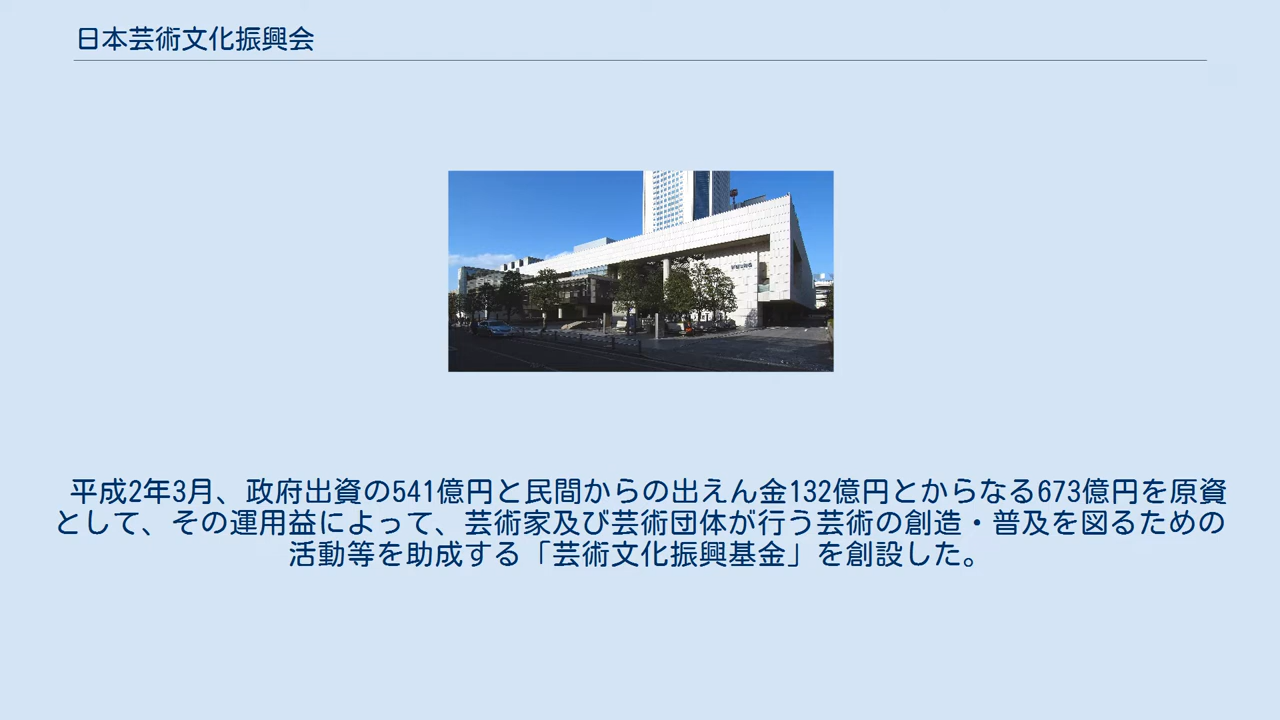 日本芸術文化振興会
平成2年3月、政府出資の541億円と民間からの出えん金132億円とからなる673億円を原資
として、その運用益によって、芸術家及び芸術団体が行う芸術の創造・普及を図るための
活動等を助成する「芸術文化振興基金」を創設した。